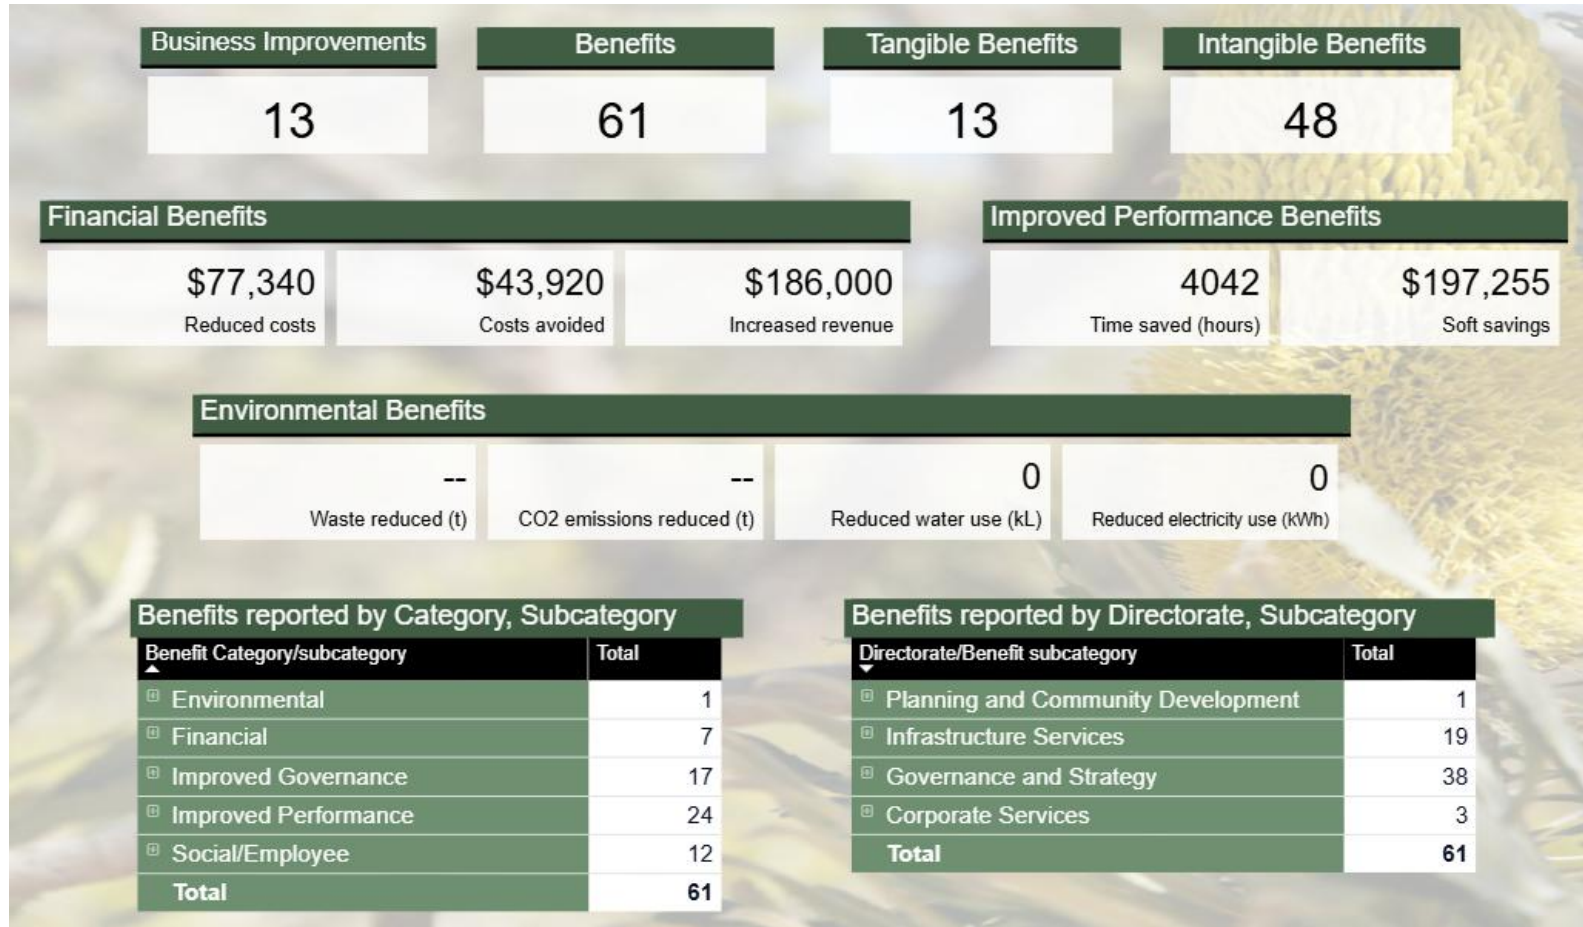 Business Improvements Benefits Tangible Benefits Intangible Benefits
13 61 13 48
Financial Benefits Improved Performance Benefits
$77,340 $43,920 $186,000 4042 $197,255
Reduced costs Costs avoided Increased revenue Time saved (hours) Soft savings
Environmental Benefits
-- -- 0 0
Waste reduced (t) CO2 emissions reduced (t) Reduced water use (kL) Reduced electricity use (kWh)
Benefits reported by Category, Subcategory
Benefit Category/subcategory Total
Environmental 1
Financial 7
Improved Governance 17
Improved Performance 24
Social/Employee 12
Total 61
Benefits reported by Directorate, Subcategory
Directorate/Benefit subcategory Total
Planning and Community Development 1
Infrastructure Services 19
Governance and Strategy 38
Corporate Services 3
Total 61